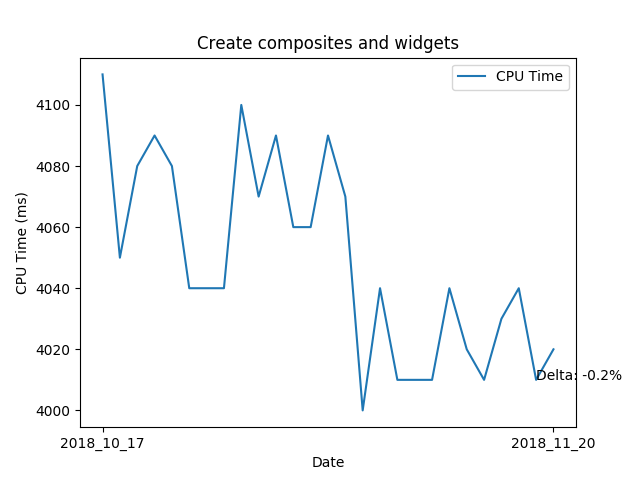 Create composites and widgets
CPU Time
4100
4080
4060
4040
4020
4000
CPU Time (ms)
Delta: -0.2%
2018_10_17
2018_11_20
Date